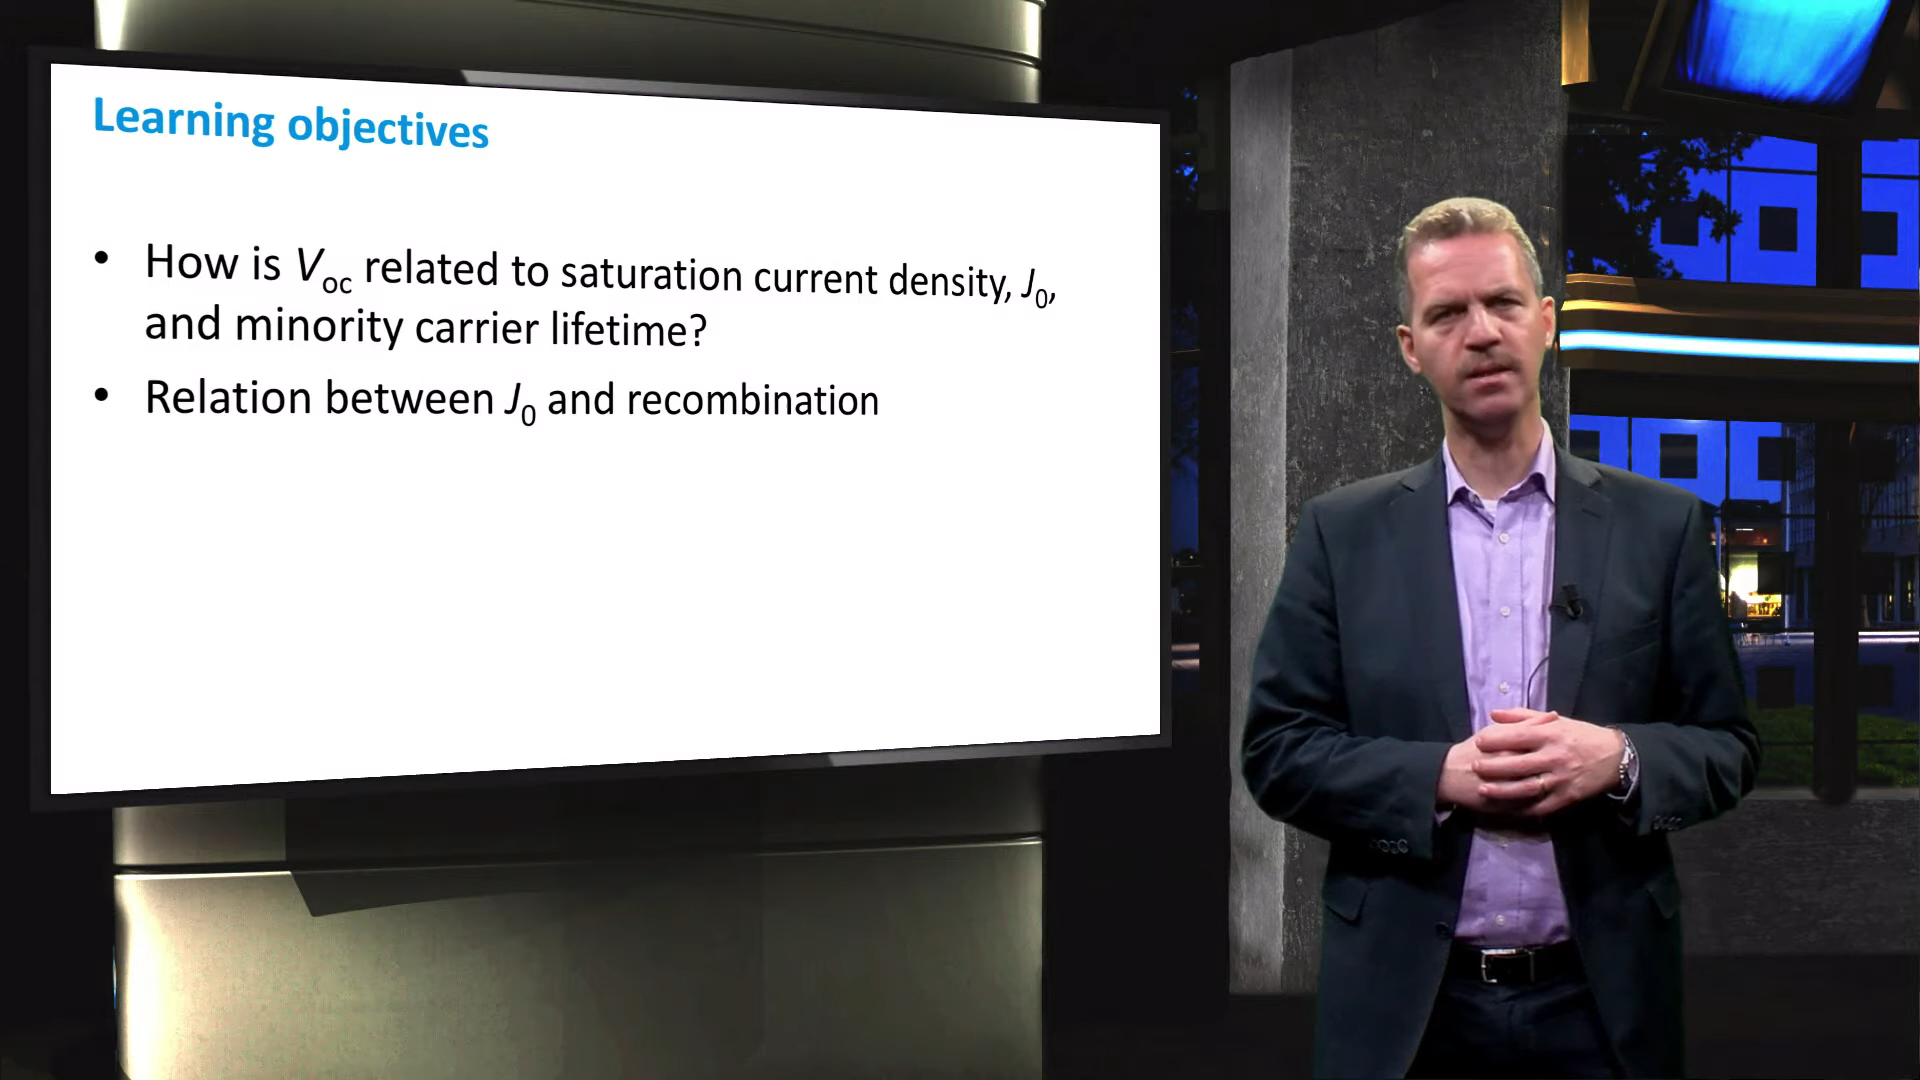 Learning objectives
• How is Voc related to saturation current density, J0,
and minority carrier lifetime?
• Relation between J0 and recombination